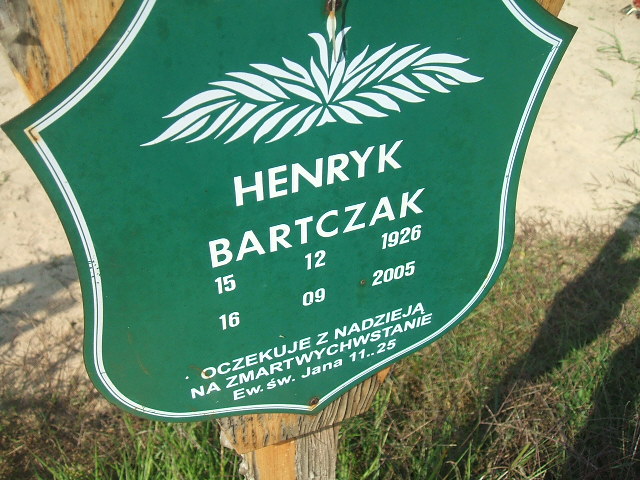 HENRYK
BARTCZAK
15 12 1926
16 09 2005
OCZEKUJE Z NADZIEJĄ
NA ZMARTWYCHWSTANIE
Ew. św. Jana 11..25